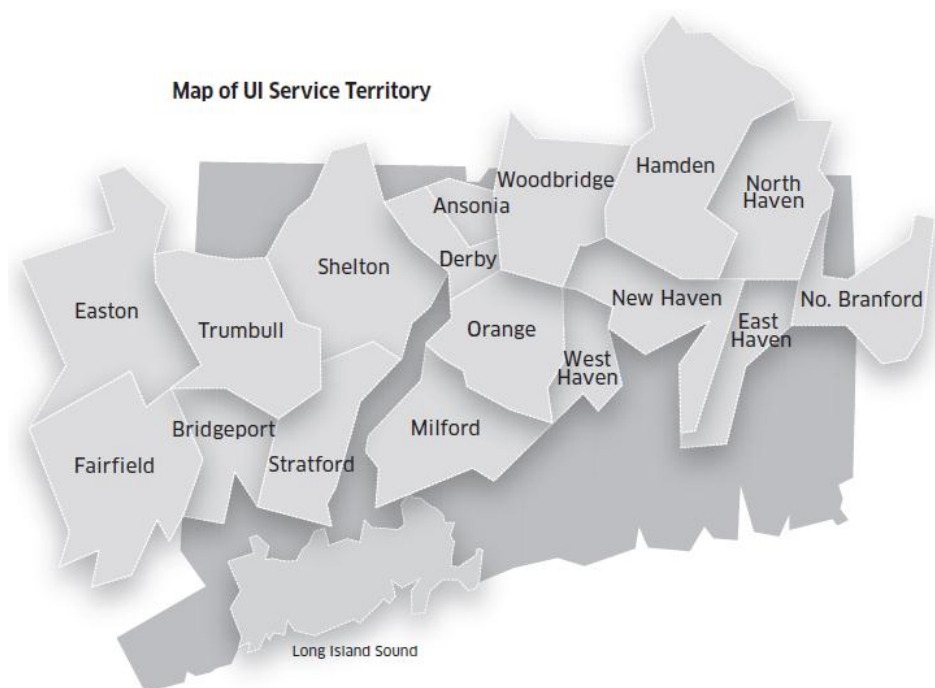 Map of UI Service Territory
Hamden
Woodbridge
North
Haven
Ansonia
Derby
Shelton
Easton
Trumbull
Orange
New Haven
East
Haven
No. Branford
West
Haven
Bridgeport
Milford
Fairfield
Stratford
Long Island Sound